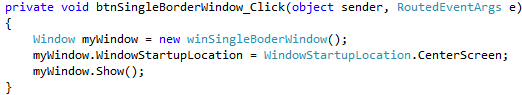 private void btnSingleBorderWindow_Click(object sender, RoutedEventArgs e)
{
    Window myWindow = new winSingleBoderWindow();
    myWindow.WindowStartupLocation = WindowStartupLocation.CenterScreen;
    myWindow.Show();
}